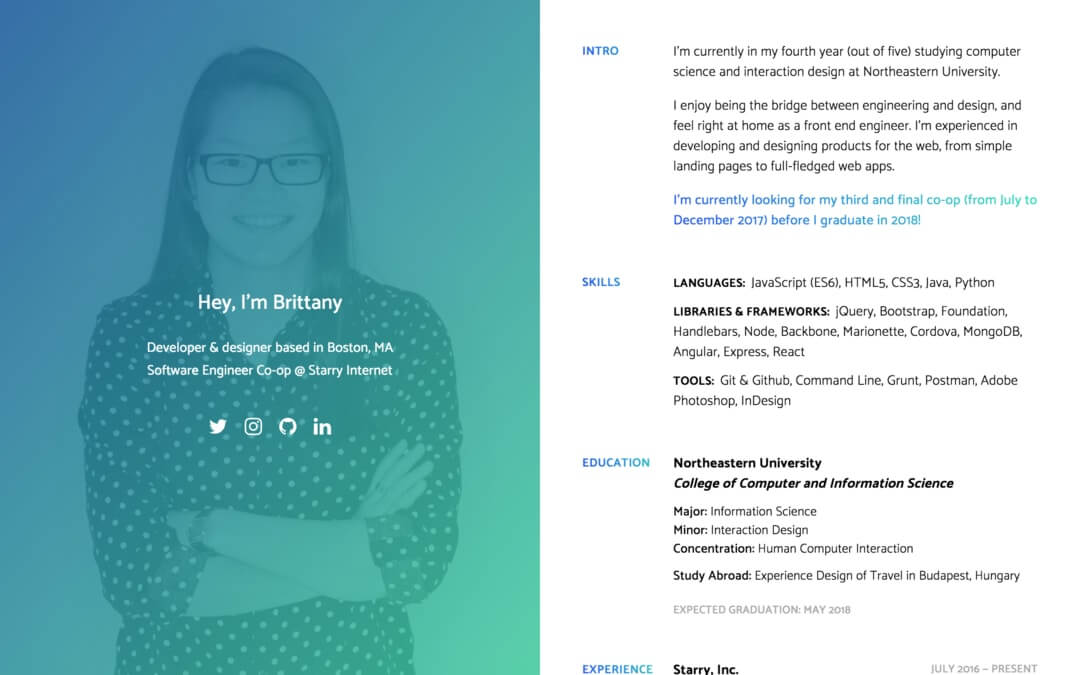 Hey, I'm Brittany
Developer & designer based in Boston, MA
Software Engineer Co-op @ Starry Internet
INTRO
I'm currently in my fourth year (out of five) studying computer
science and interaction design at Northeastern University.
I enjoy being the bridge between engineering and design, and
feel right at home as a front end engineer. I'm experienced in
developing and designing products for the web, from simple
landing pages to full-fledged web apps.
I'm currently looking for my third and final co-op (from July to
December 2017) before I graduate in 2018!
SKILLS
LANGUAGES: JavaScript (ES6), HTML5, CSS3, Java, Python
LIBRARIES & FRAMEWORKS: jQuery, Bootstrap, Foundation,
Handlebars, Node, Backbone, Marionette, Cordova, MongoDB,
Angular, Express, React
TOOLS: Git & Github, Command Line, Grunt, Postman, Adobe
Photoshop, InDesign
EDUCATION
Northeastern University
College of Computer and Information Science
Major: Information Science
Minor: Interaction Design
Concentration: Human Computer Interaction
Study Abroad: Experience Design of Travel in Budapest, Hungary
EXPECTED GRADUATION: MAY 2018
EXPERIENCE
Starry, Inc.
JULY 2016 – PRESENT